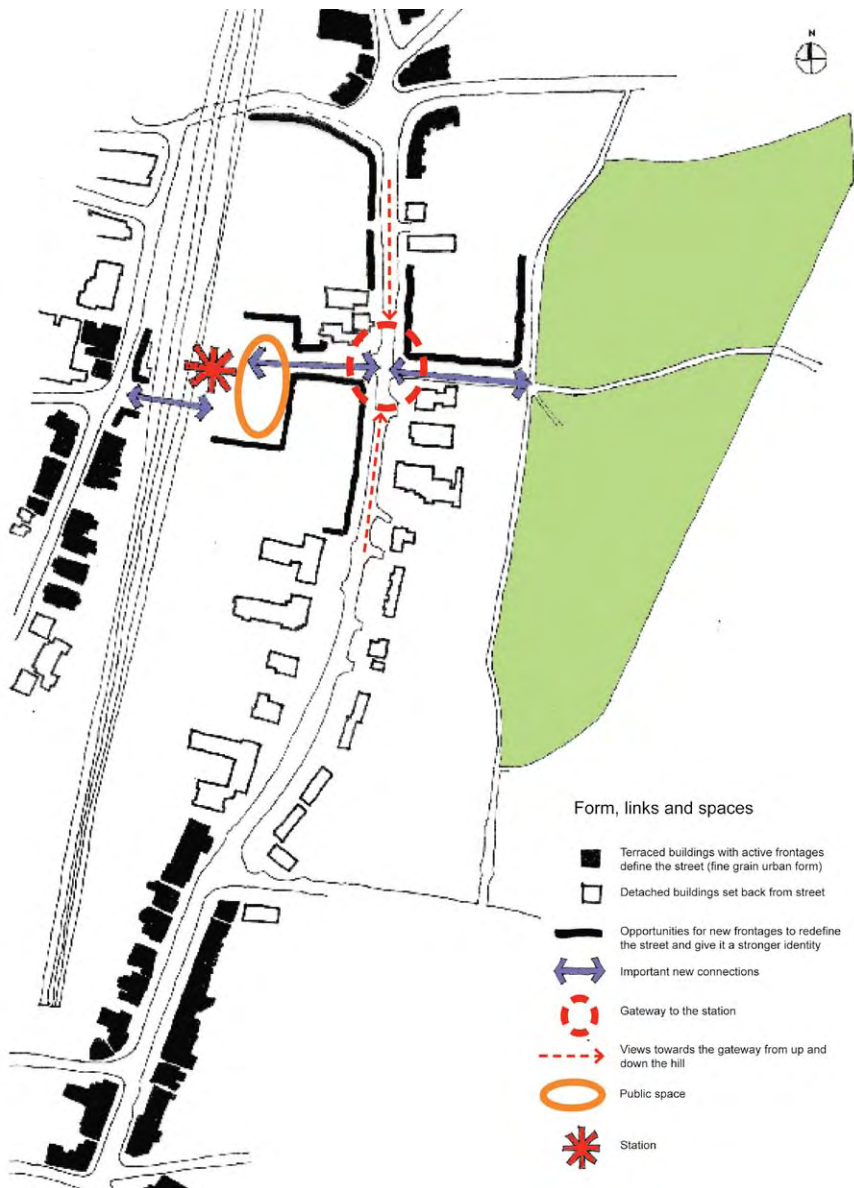 N
Form, links and spaces
Terraced buildings with active frontages
define the street (fine grain urban form)
Detached buildings set back from street
Opportunities for new frontages to redefine
the street and give it a stronger identity
Important new connections
Gateway to the station
Views towards the gateway from up and
down the hill
Public space
Station